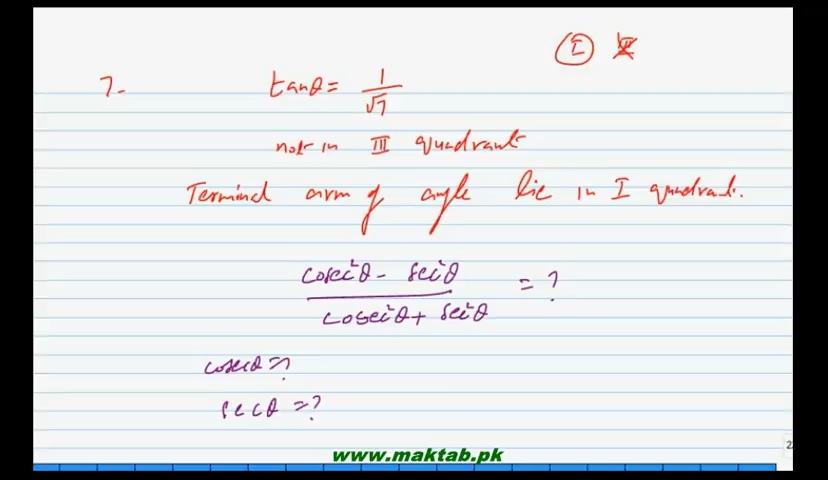 I III
7. tanθ = 1/√7
not in III quadrant
Terminal arm of angle lie in I quadrant.
cosec²θ - sec²θ / cosec²θ + sec²θ = ?
cosecθ = ?
secθ = ?
www.maktab.pk